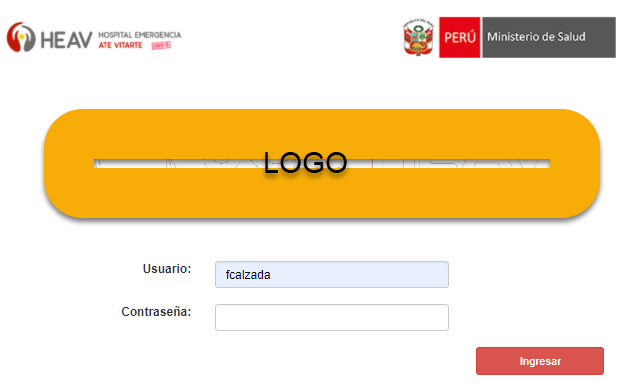 HEAV HOSPITAL EMERGENCIA
ATE VITARTE
PERÚ Ministerio de Salud
LOGO
Usuario: fcalzada
Contraseña:
Ingresar